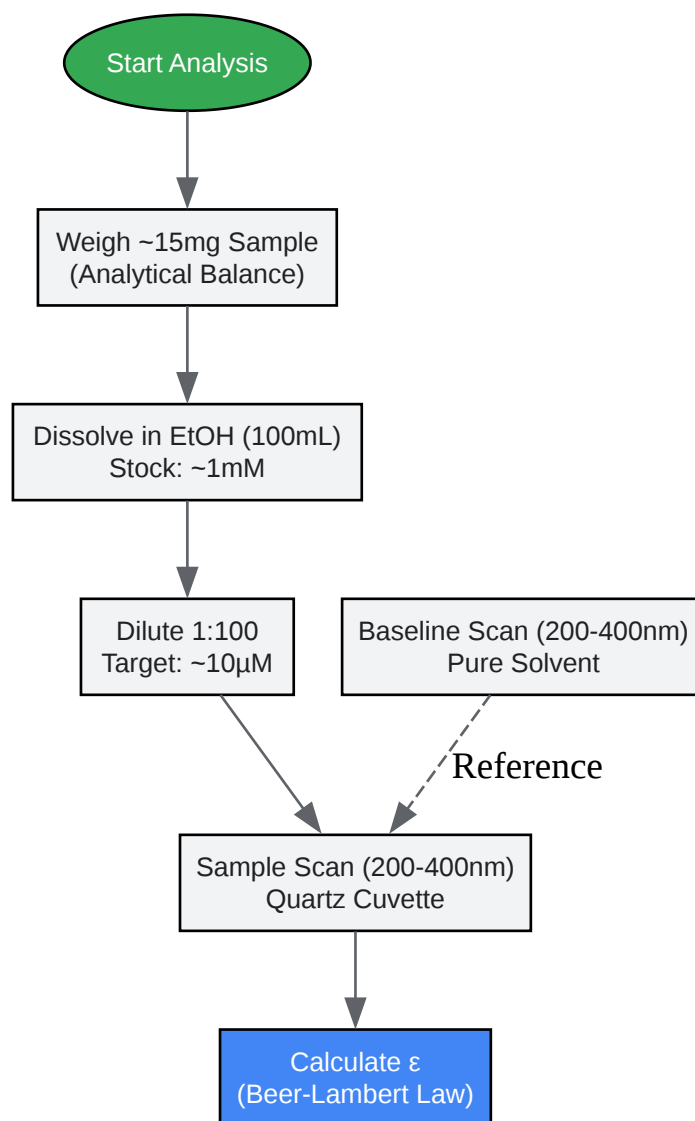 Start Analysis
Weigh ~15mg Sample
(Analytical Balance)
Dissolve in EtOH (100mL)
Stock: ~1mM
Dilute 1:100
Target: ~10µM
Baseline Scan (200-400nm)
Pure Solvent
Reference
Sample Scan (200-400nm)
Quartz Cuvette
Calculate ε
(Beer-Lambert Law)